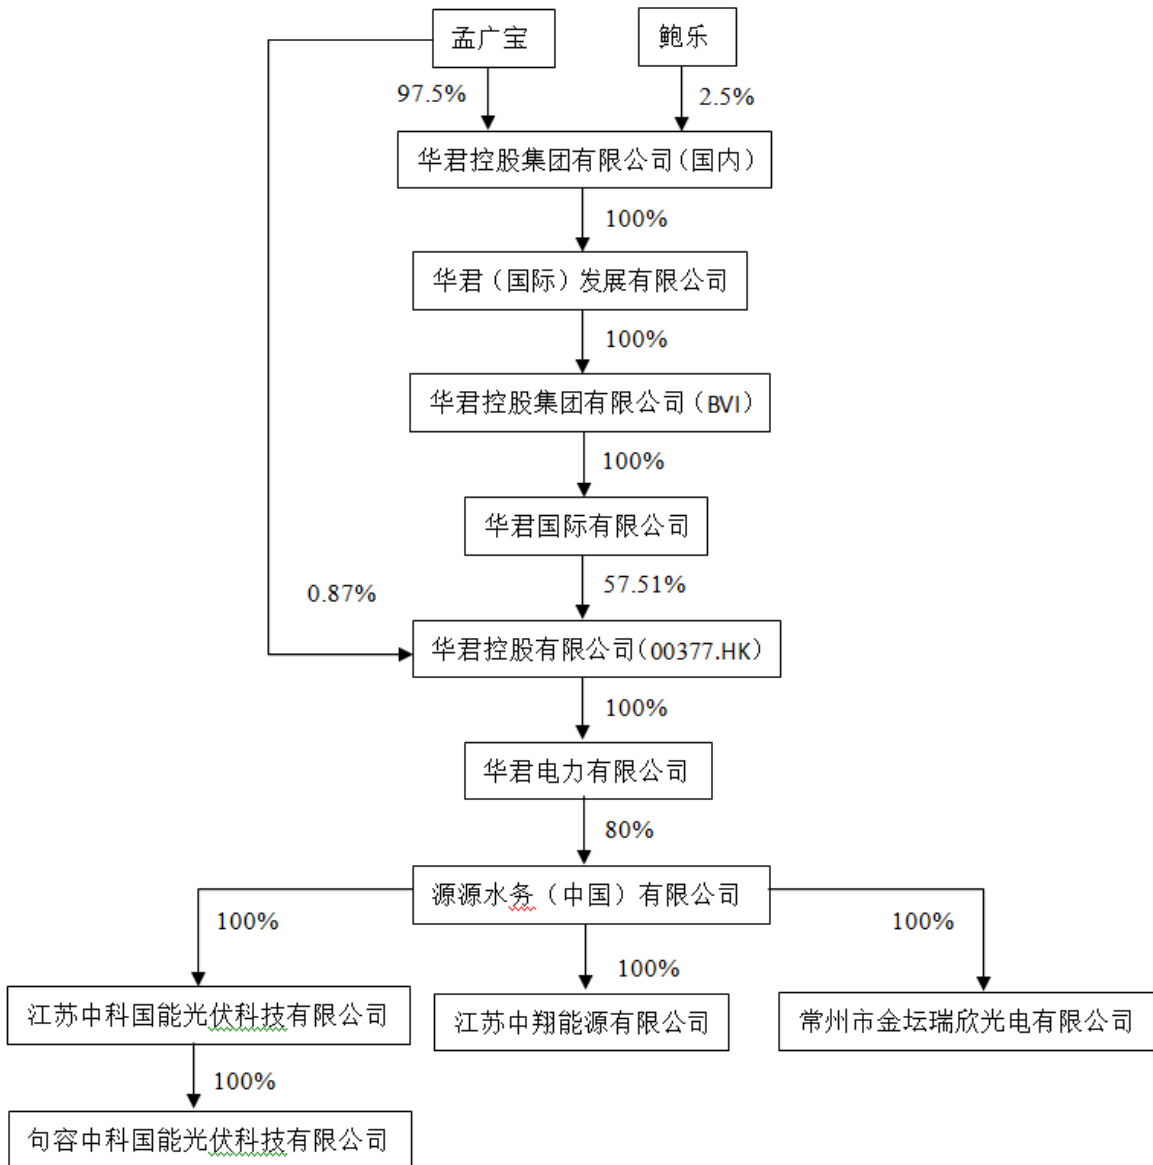 孟广宝
鲍乐
97.5%
2.5%
华君控股集团有限公司(国内)
100%
华君（国际）发展有限公司
100%
华君控股集团有限公司（BVI）
100%
华君国际有限公司
0.87%
57.51%
华君控股有限公司(00377.HK)
100%
华君电力有限公司
80%
源源水务（中国）有限公司
100%
100%
100%
江苏中科国能光伏科技有限公司
江苏中翔能源有限公司
常州市金坛瑞欣光电有限公司
100%
句容中科国能光伏科技有限公司